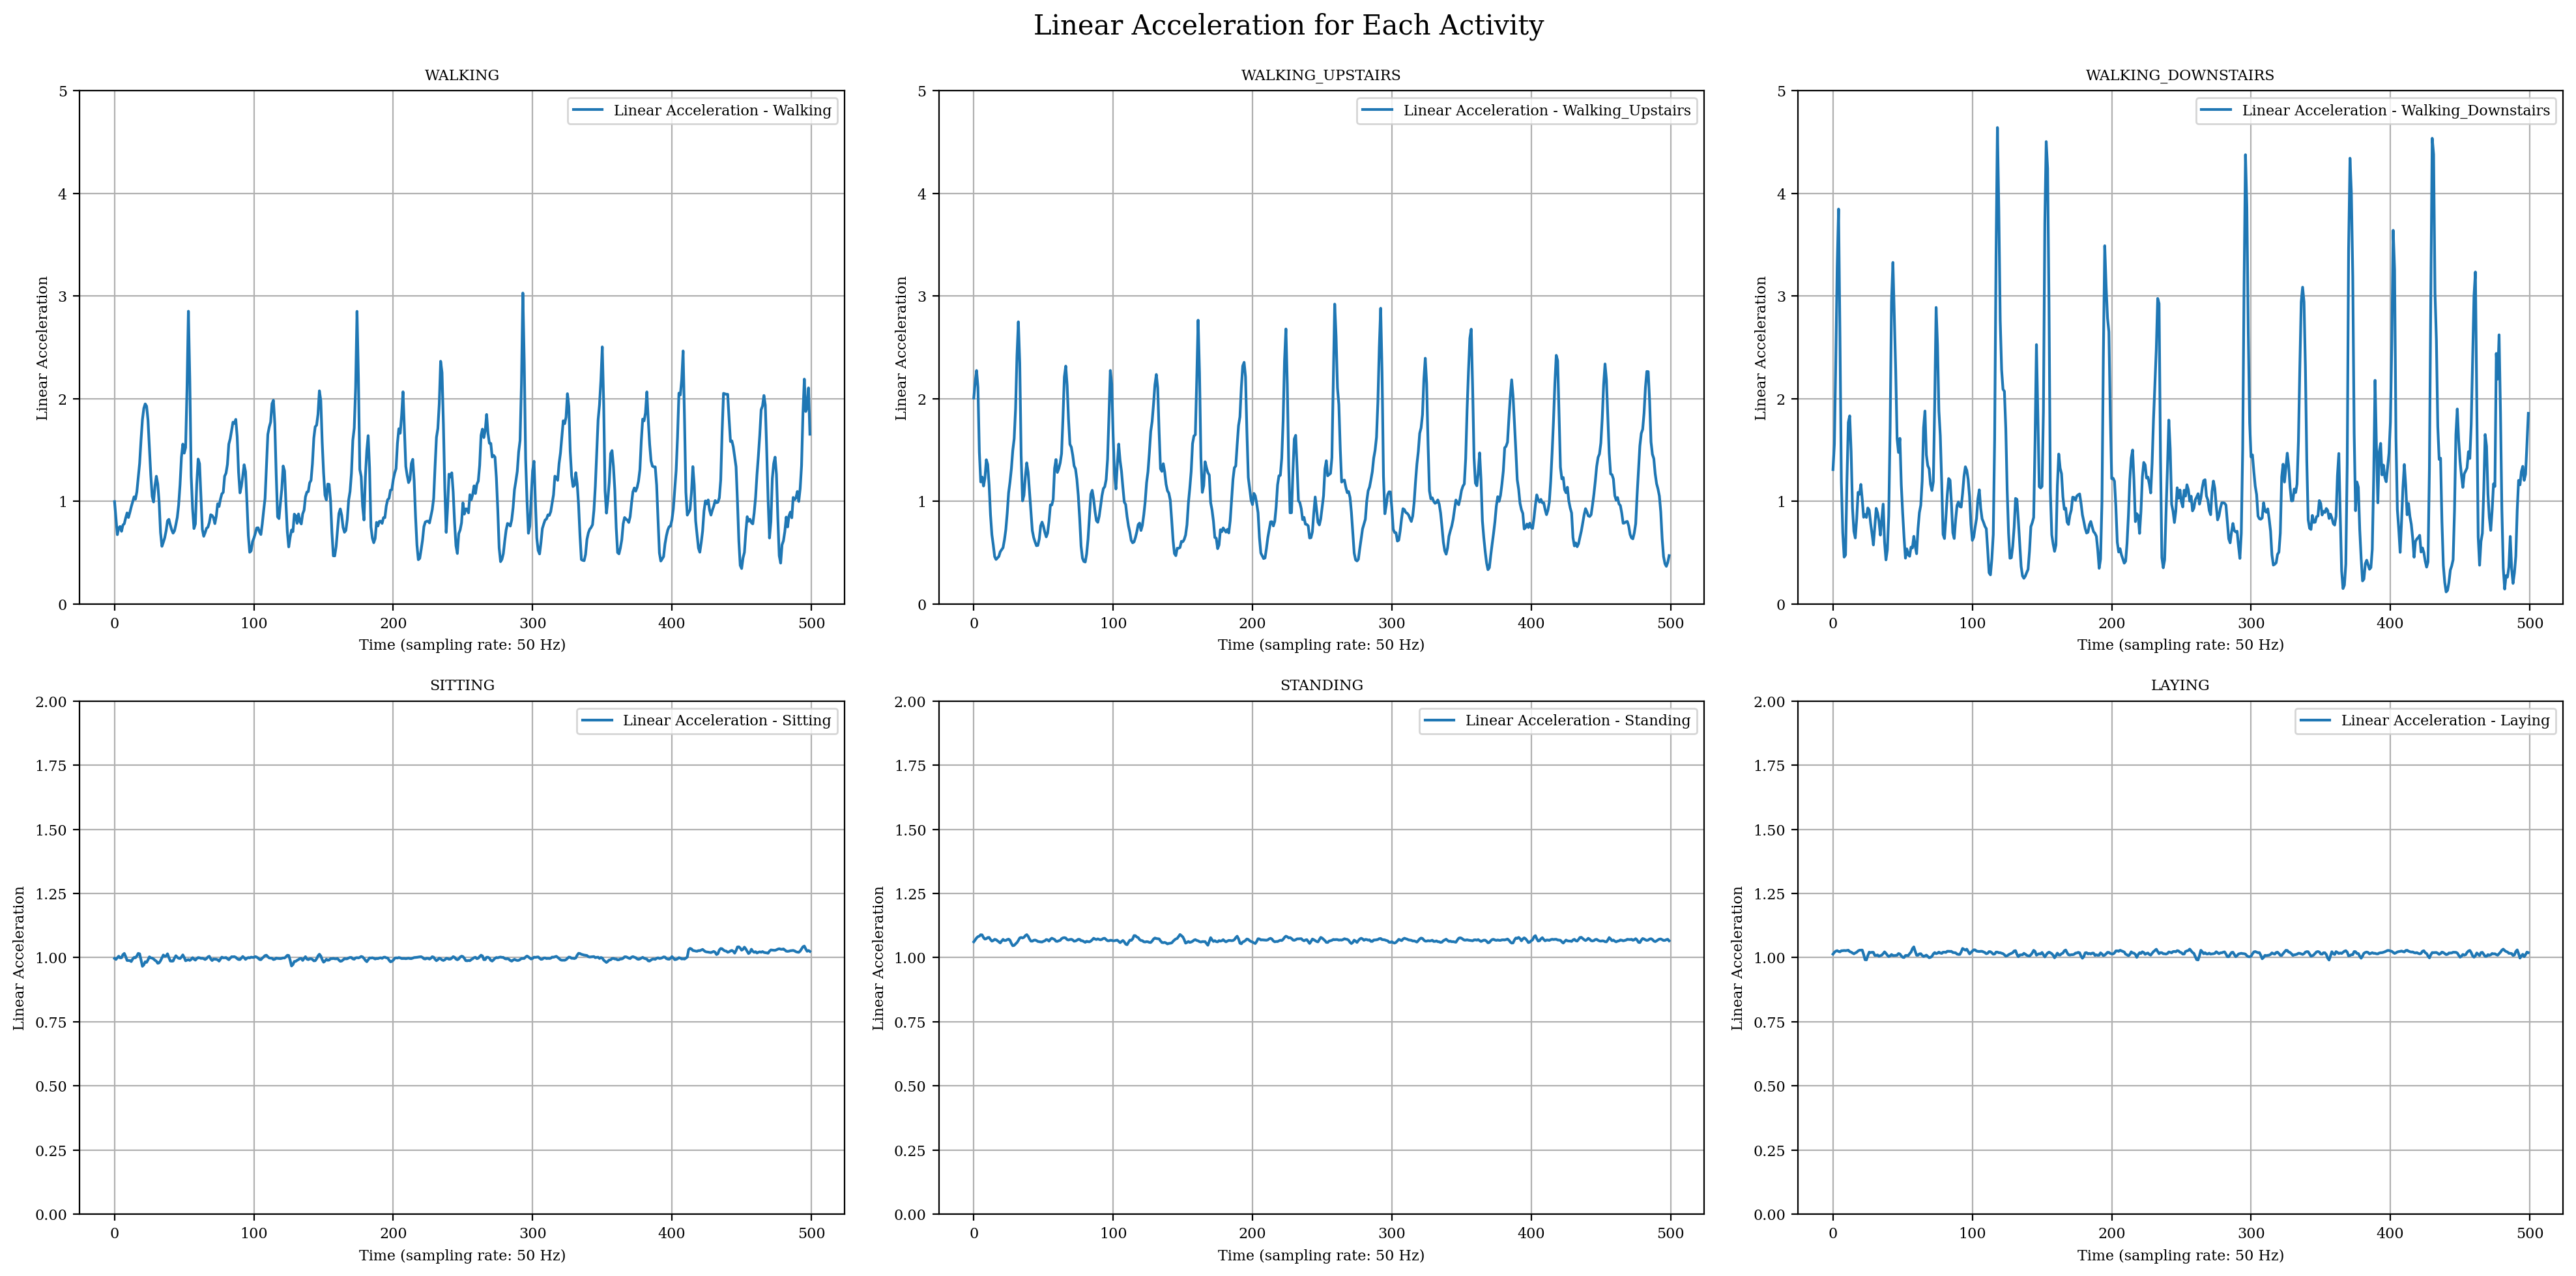 Linear Acceleration for Each Activity
WALKING
Linear Acceleration - Walking
5
4
3
2
1
0
Linear Acceleration
0 100 200 300 400 500
Time (sampling rate: 50 Hz)
WALKING_UPSTAIRS
Linear Acceleration - Walking_Upstairs
5
4
3
2
1
0
Linear Acceleration
0 100 200 300 400 500
Time (sampling rate: 50 Hz)
WALKING_DOWNSTAIRS
Linear Acceleration - Walking_Downstairs
5
4
3
2
1
0
Linear Acceleration
0 100 200 300 400 500
Time (sampling rate: 50 Hz)
SITTING
Linear Acceleration - Sitting
2.00
1.75
1.50
1.25
1.00
0.75
0.50
0.25
0.00
Linear Acceleration
0 100 200 300 400 500
Time (sampling rate: 50 Hz)
STANDING
Linear Acceleration - Standing
2.00
1.75
1.50
1.25
1.00
0.75
0.50
0.25
0.00
Linear Acceleration
0 100 200 300 400 500
Time (sampling rate: 50 Hz)
LAYING
Linear Acceleration - Laying
2.00
1.75
1.50
1.25
1.00
0.75
0.50
0.25
0.00
Linear Acceleration
0 100 200 300 400 500
Time (sampling rate: 50 Hz)